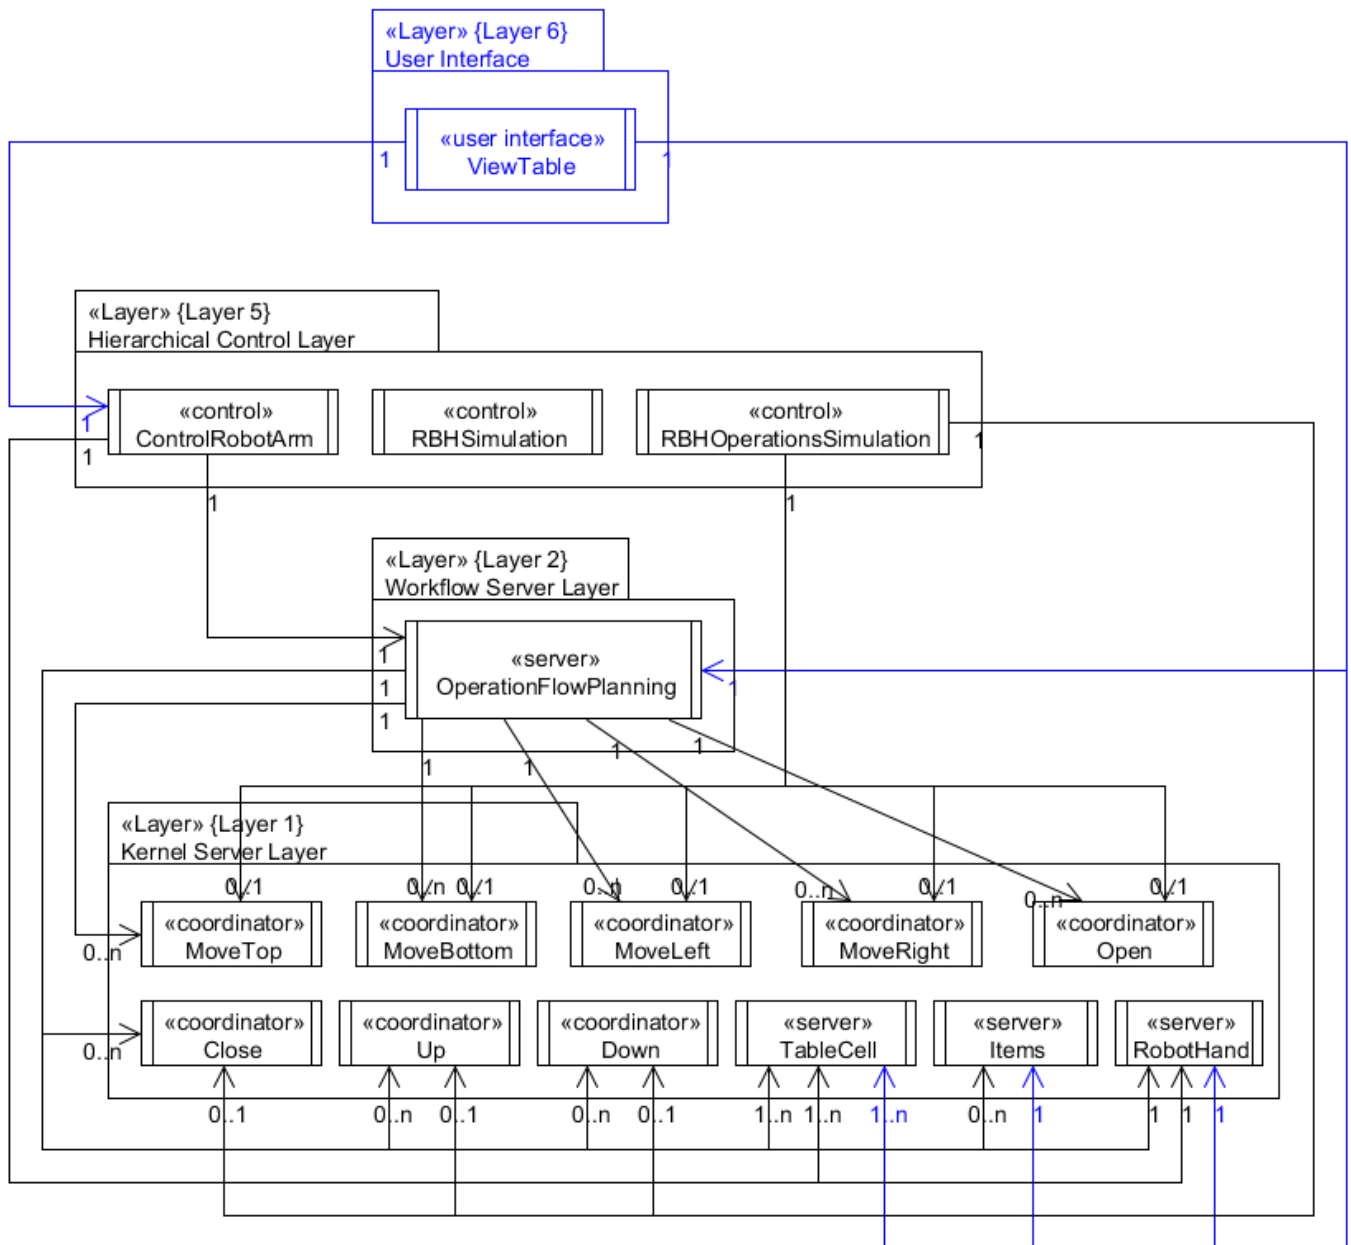 «Layer» {Layer 6}
User Interface
«user interface»
ViewTable
1
1
«Layer» {Layer 5}
Hierarchical Control Layer
«control»
ControlRobotArm
«control»
RBHSimulation
«control»
RBHOperationsSimulation
1
1
1
1
1
«Layer» {Layer 2}
Workflow Server Layer
«server»
OperationFlowPlanning
1
1
1
1
1
1
1
1
«Layer» {Layer 1}
Kernel Server Layer
0..1
0..n
0..1
0..n
0..1
0..n
0..1
0..n
0..1
«coordinator»
MoveTop
«coordinator»
MoveBottom
«coordinator»
MoveLeft
«coordinator»
MoveRight
«coordinator»
Open
0..n
«coordinator»
Close
«coordinator»
Up
«coordinator»
Down
«server»
TableCell
«server»
Items
«server»
RobotHand
0..n
0..1
0..n
0..1
0..n
0..1
1..n
1..n
1..n
0..n
1
1
1
1